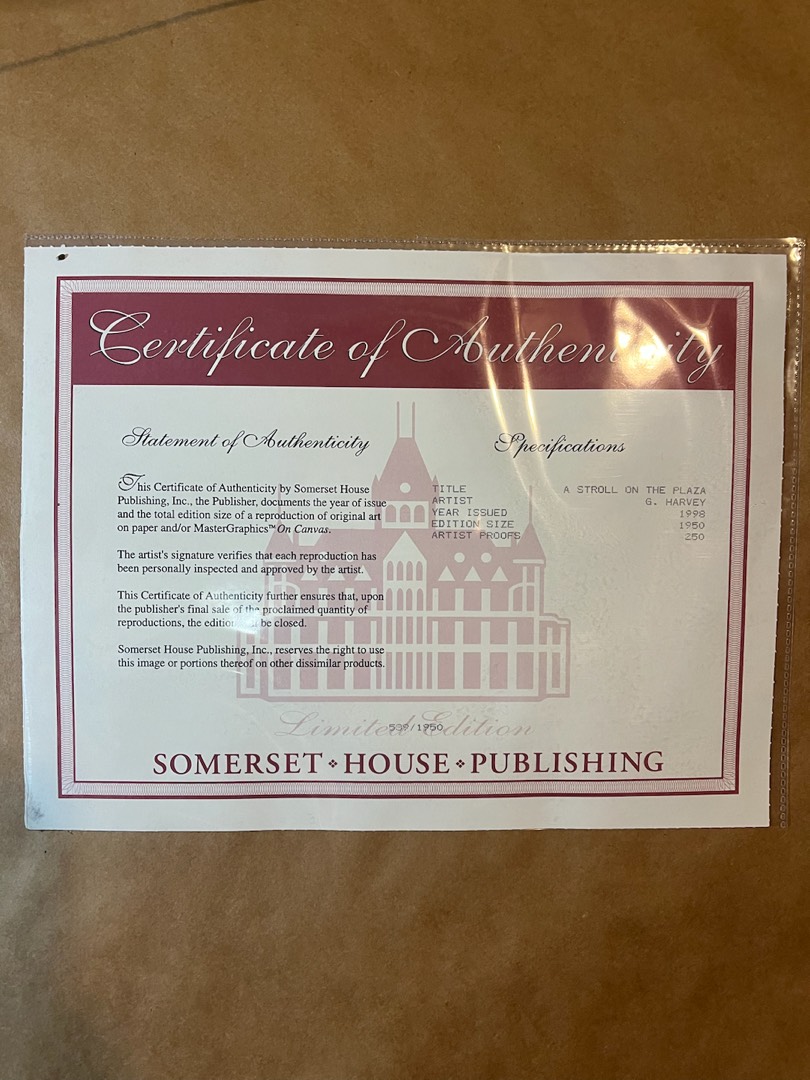 Certificate of Authenticity
Statement of Authenticity
This Certificate of Authenticity by Somerset House
Publishing, Inc., the Publisher, documents the year of issue
and the total edition size of a reproduction of original art
on paper and/or MasterGraphics™ On Canvas.
The artist's signature verifies that each reproduction has
been personally inspected and approved by the artist.
This Certificate of Authenticity further ensures that, upon
the publisher's final sale of the proclaimed quantity of
reproductions, the edition be closed.
Somerset House Publishing, Inc., reserves the right to use
this image or portions thereof on other dissimilar products.
Specifications
TITLE A STROLL ON THE PLAZA
ARTIST G. HARVEY
YEAR ISSUED 1998
EDITION SIZE 1950
ARTIST PROOFS 250
Limited Edition
539/1950
SOMERSET❖HOUSE❖PUBLISHING